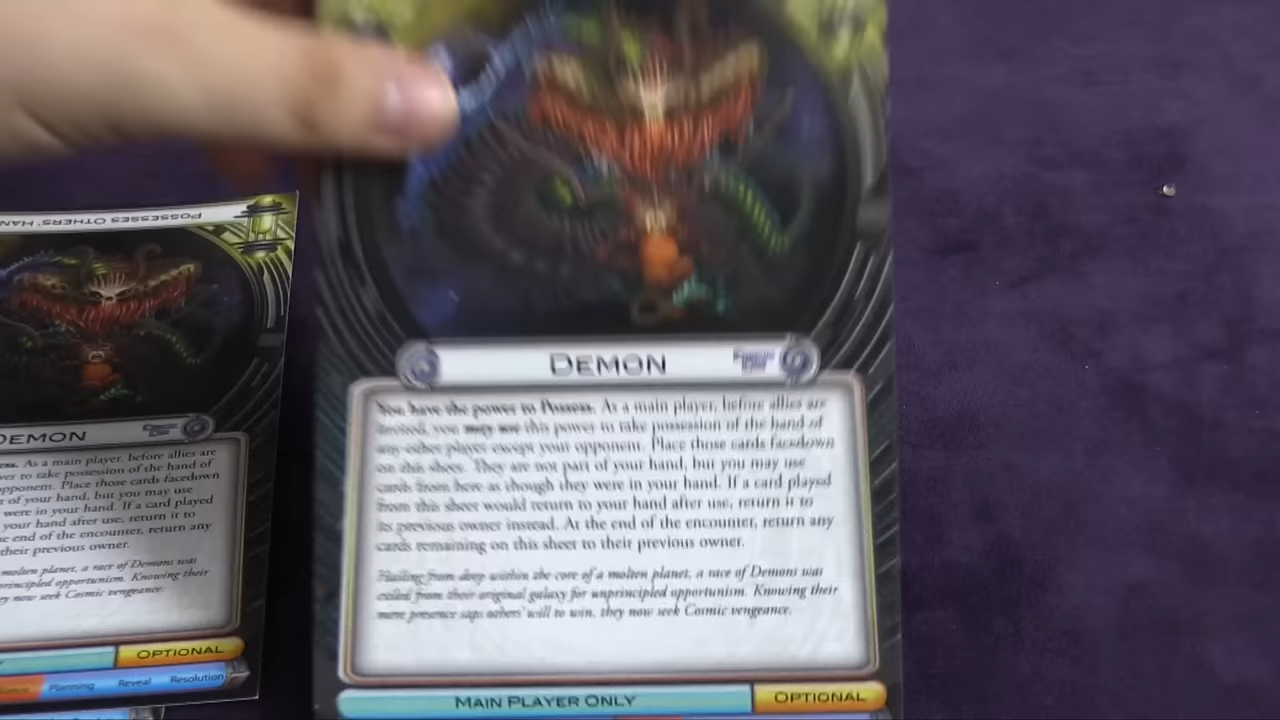 POSSESSES OTHERS' HAN
DEMON
ess. As a main player, before allies are
wer to take possession of the hand of
opponent. Place those cards facedown
t of your hand, but you may use
were in your hand. If a card played
your hand after use, return it to
e end of the encounter, return any
their previous owner.
molten planet, a race of Demons was
principled opportunism. Knowing their
ey now seek Cosmic vengeance.
OPTIONAL
Planning Reveal Resolution
DEMON
You have the power to Possess. As a main player, before allies are
invited, you may use this power to take possession of the hand of
any other player except your opponent. Place those cards facedown
on this sheet. They are not part of your hand, but you may use
cards from here as though they were in your hand. If a card played
from this sheet would return to your hand after use, return it to
its previous owner instead. At the end of the encounter, return any
cards remaining on this sheet to their previous owner.
Hailing from deep within the core of a molten planet, a race of Demons was
exiled from their original galaxy for unprincipled opportunism. Knowing their
mere presence saps others' will to win, they now seek Cosmic vengeance.
MAIN PLAYER ONLY
OPTIONAL